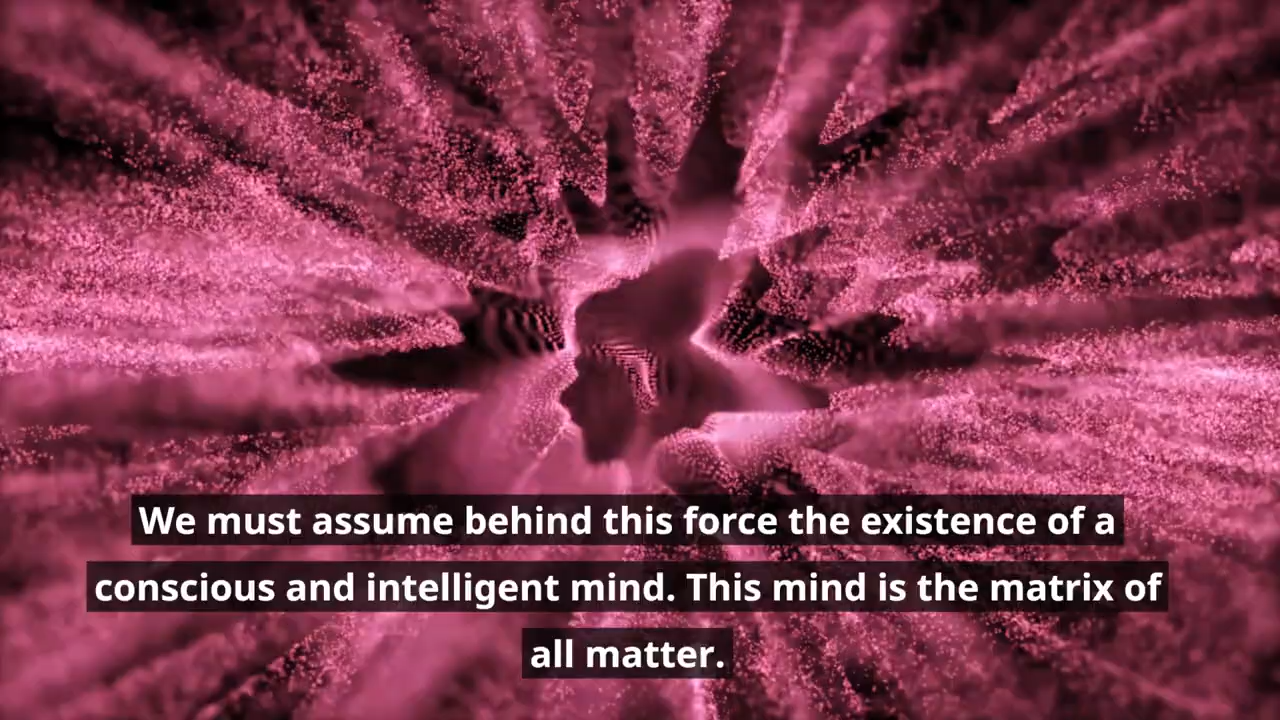 We must assume behind this force the existence of a
conscious and intelligent mind. This mind is the matrix of
all matter.